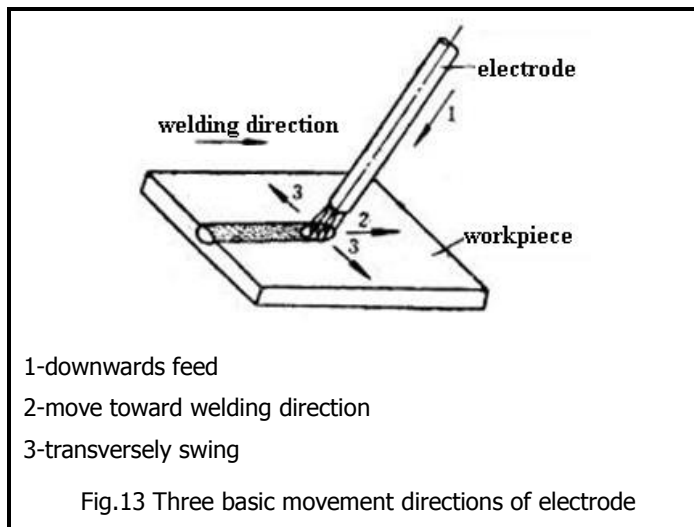 electrode
1
welding direction
3
2
3
workpiece
1-downwards feed
2-move toward welding direction
3-transversely swing
Fig.13 Three basic movement directions of electrode